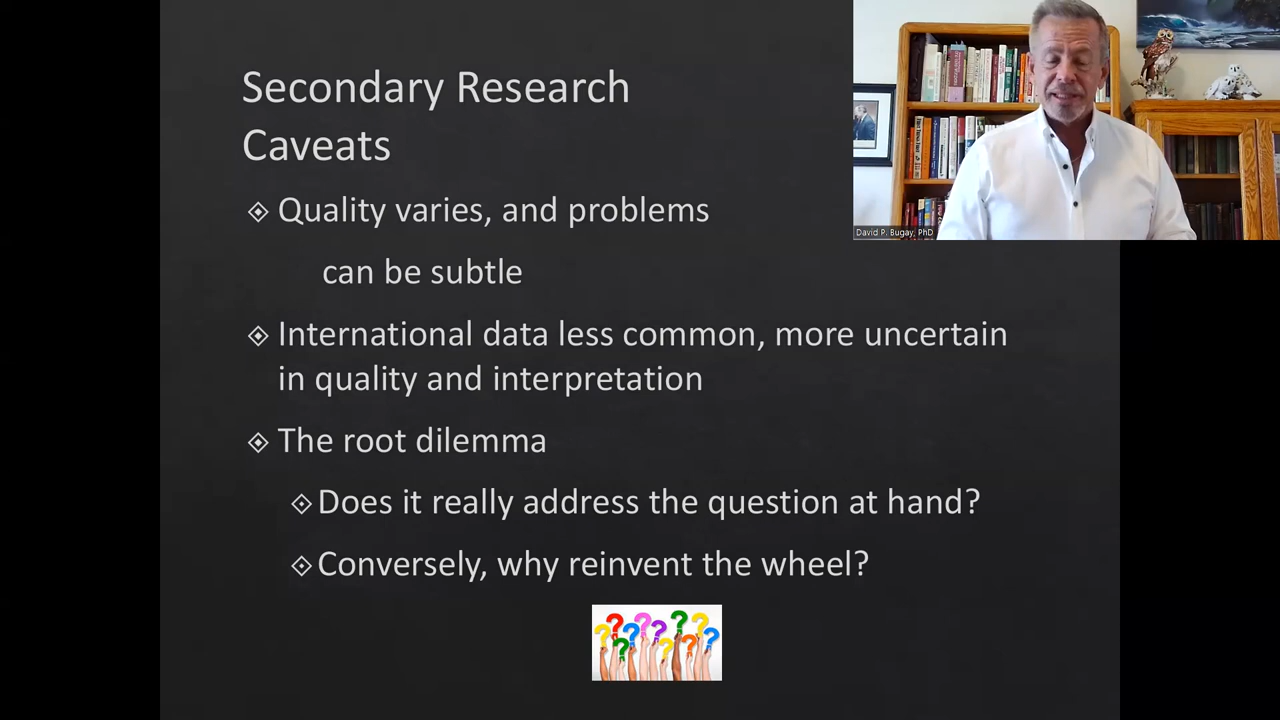 Secondary Research
Caveats
Quality varies, and problems
can be subtle
International data less common, more uncertain
in quality and interpretation
The root dilemma
Does it really address the question at hand?
Conversely, why reinvent the wheel?
David P. Bugay, PhD